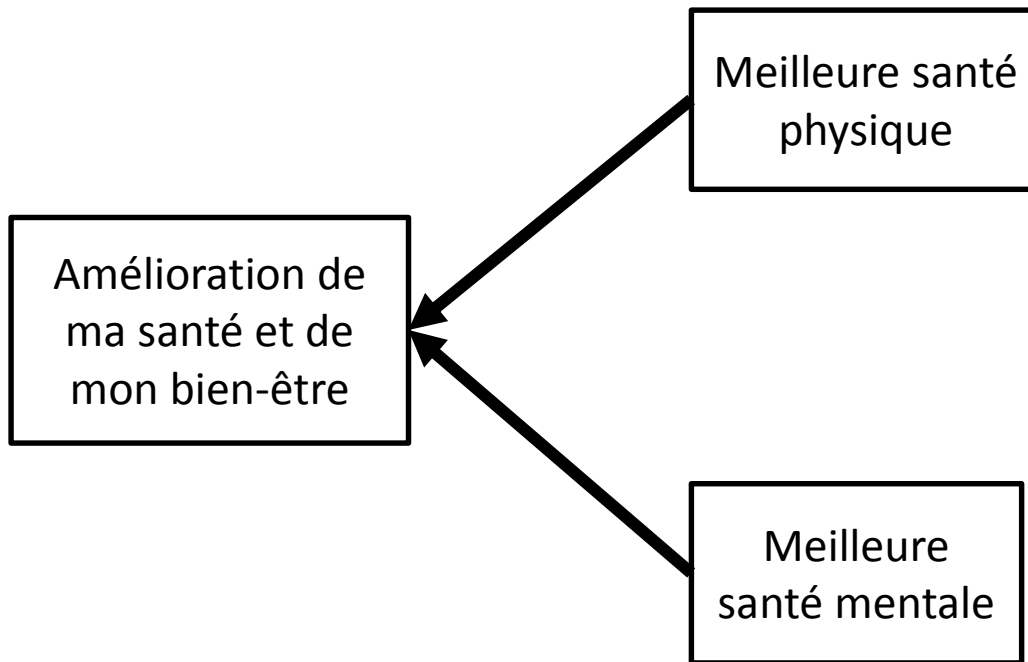 Meilleure santé
physique
Amélioration de
ma santé et de
mon bien-être
Meilleure
santé mentale